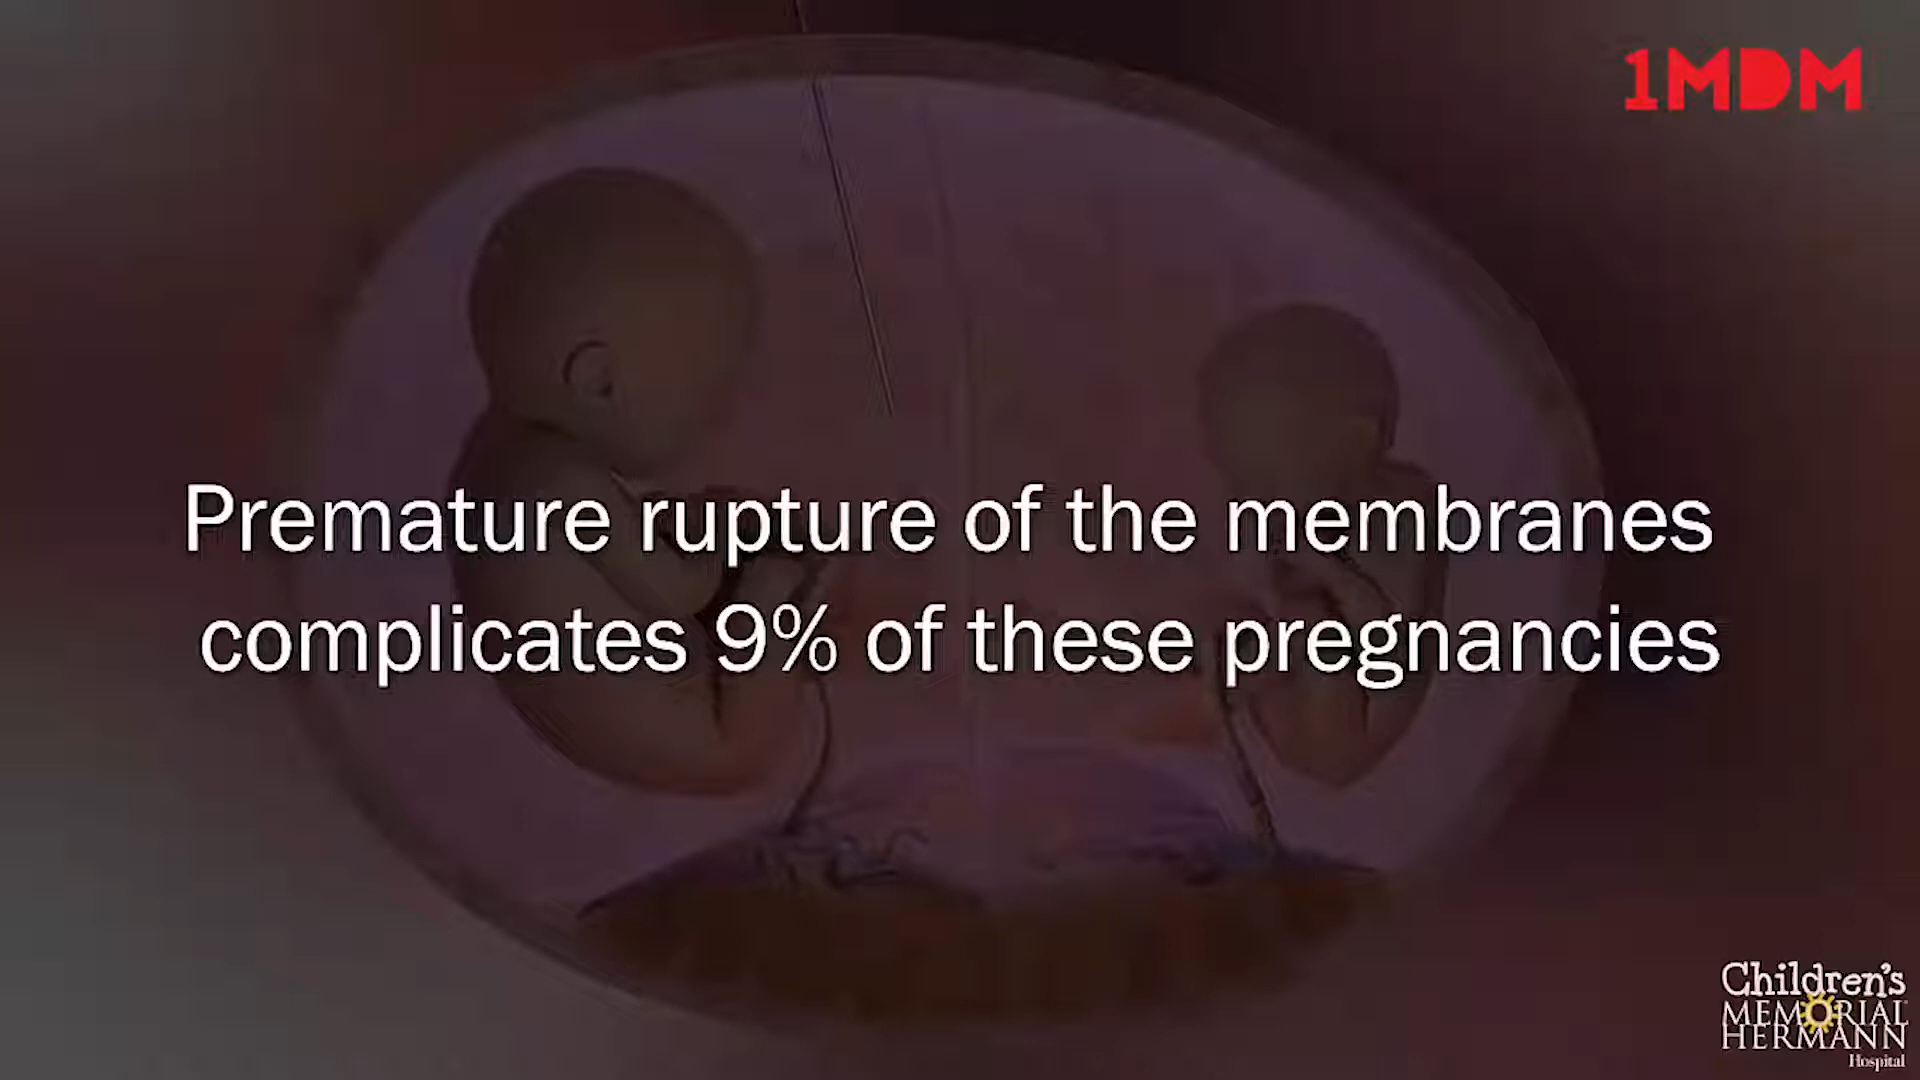 1MDM
Premature rupture of the membranes
complicates 9% of these pregnancies
Children's
MEMORIAL
HERMANN
Hospital